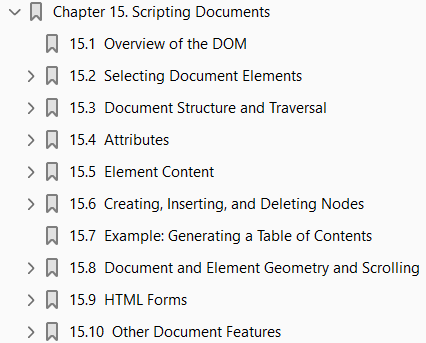 Chapter 15. Scripting Documents
15.1 Overview of the DOM
15.2 Selecting Document Elements
15.3 Document Structure and Traversal
15.4 Attributes
15.5 Element Content
15.6 Creating, Inserting, and Deleting Nodes
15.7 Example: Generating a Table of Contents
15.8 Document and Element Geometry and Scrolling
15.9 HTML Forms
15.10 Other Document Features